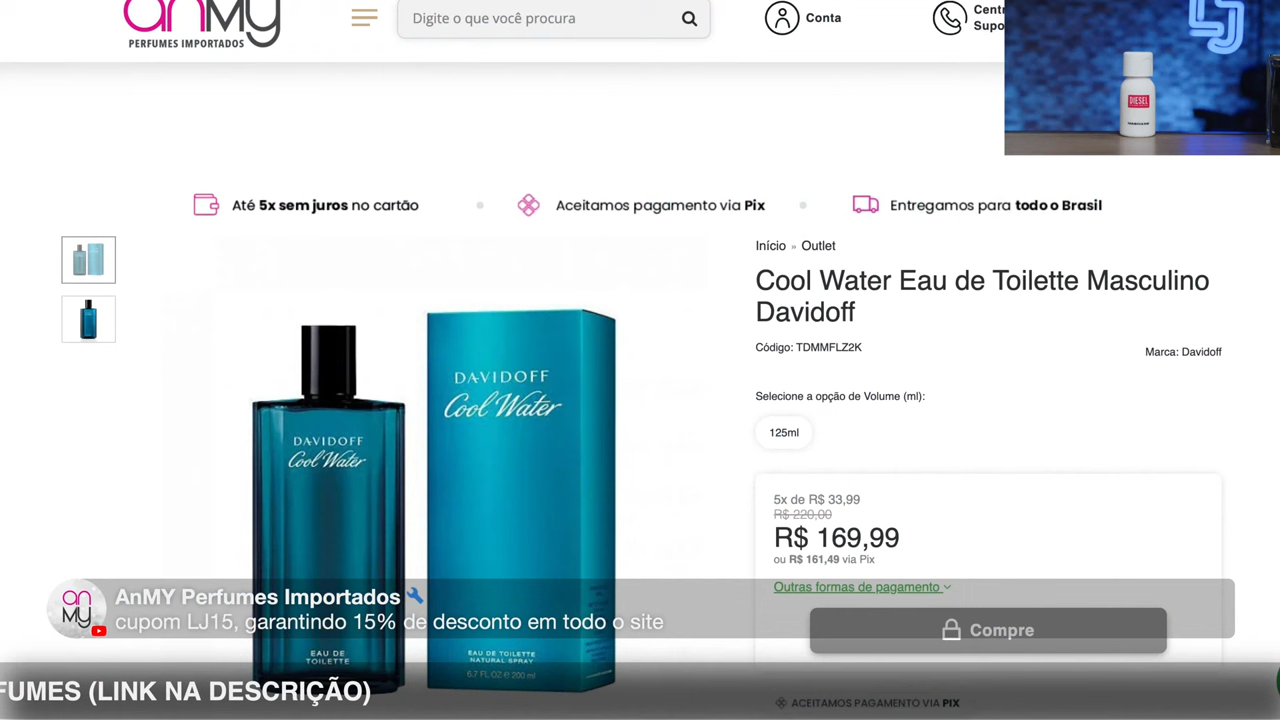 anMy
PERFUMES IMPORTADOS
Digite o que você procura
Conta
Centr
Supo
LJ
DIESEL
Até 5x sem juros no cartão
Aceitamos pagamento via Pix
Entregamos para todo o Brasil
Início » Outlet
Cool Water Eau de Toilette Masculino
Davidoff
Código: TDMMFLZ2K
Marca: Davidoff
Selecione a opção de Volume (ml):
125ml
DAVIDOFF
Cool Water
EAU DE
TOILETTE
DAVIDOFF
Cool Water
EAU DE TOILETTE
NATURAL SPRAY
6.7 FL OZ e 200 ml
5x de R$ 33,99
R$ 220,00
R$ 169,99
ou R$ 161,49 via Pix
Outras formas de pagamento
Compre
an
My
AnMY Perfumes Importados
cupom LJ15, garantindo 15% de desconto em todo o site
FUMES (LINK NA DESCRIÇÃO)
ACEITAMOS PAGAMENTO VIA PIX